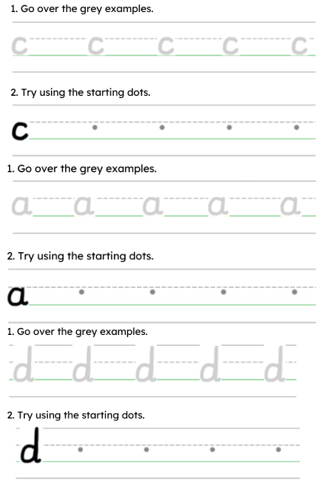 1. Go over the grey examples.
c c c c c
2. Try using the starting dots.
c
1. Go over the grey examples.
a a a a a
2. Try using the starting dots.
a
1. Go over the grey examples.
d d d d d
2. Try using the starting dots.
d